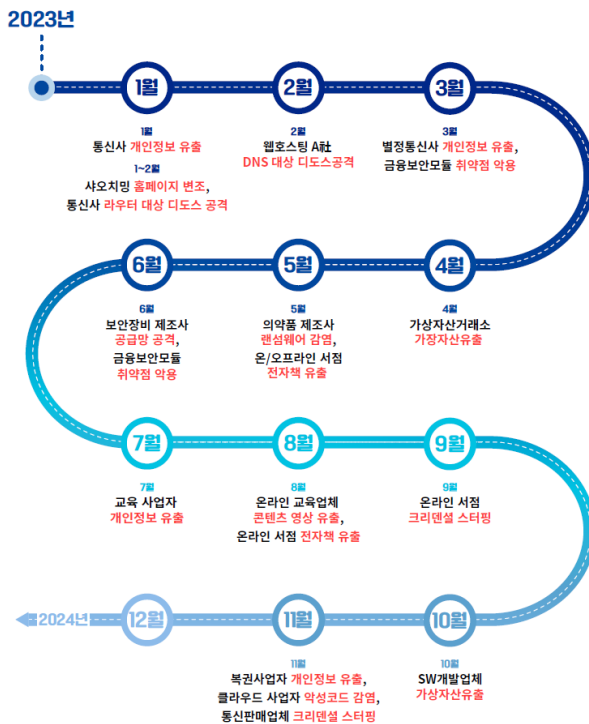 2023년
1월
2월
3월
1월
통신사 개인정보 유출
1~2월
샤오치밍 홈페이지 변조,
통신사 라우터 대상 디도스 공격
2월
웹호스팅 A社
DNS 대상 디도스공격
3월
별정통신사 개인정보 유출,
금융보안모듈 취약점 악용
6월
5월
4월
6월
보안장비 제조사
공급망 공격,
금융보안모듈
취약점 악용
5월
의약품 제조사
랜섬웨어 감염,
온/오프라인 서점
전자책 유출
4월
가상자산거래소
가장자산유출
7월
8월
9월
7월
교육 사업자
개인정보 유출
8월
온라인 교육업체
콘텐츠 영상 유출,
온라인 서점 전자책 유출
9월
온라인 서점
크리덴셜 스터핑
2024년
12월
11월
10월
11월
복권사업자 개인정보 유출,
클라우드 사업자 악성코드 감염,
통신판매업체 크리덴셜 스터핑
10월
SW개발업체
가상자산유출